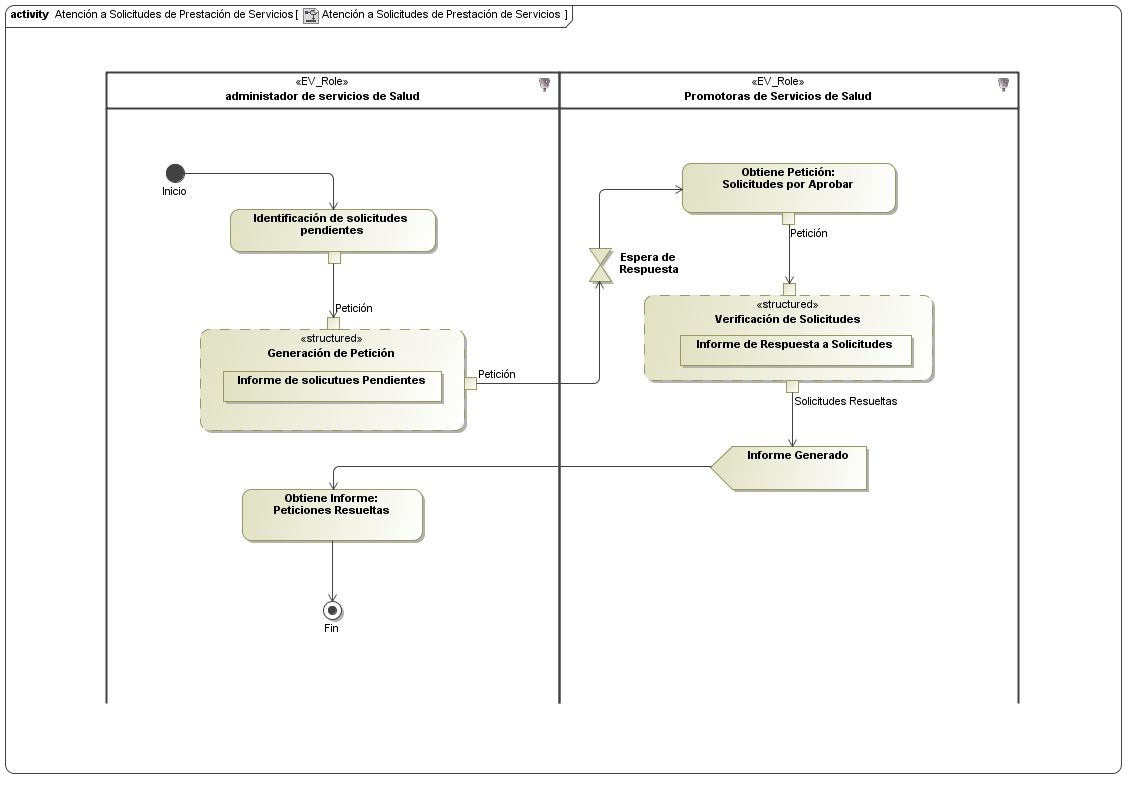 activity Atención a Solicitudes de Prestación de Servicios [ Atención a Solicitudes de Prestación de Servicios ]
«EV_Role»
administador de servicios de Salud
«EV_Role»
Promotoras de Servicios de Salud
Inicio
Identificación de solicitudes
pendientes
Petición
«structured»
Generación de Petición
Informe de solicutues Pendientes
Petición
Espera de
Respuesta
Obtiene Petición:
Solicitudes por Aprobar
Petición
«structured»
Verificación de Solicitudes
Informe de Respuesta a Solicitudes
Solicitudes Resueltas
Informe Generado
Obtiene Informe:
Peticiones Resueltas
Fin